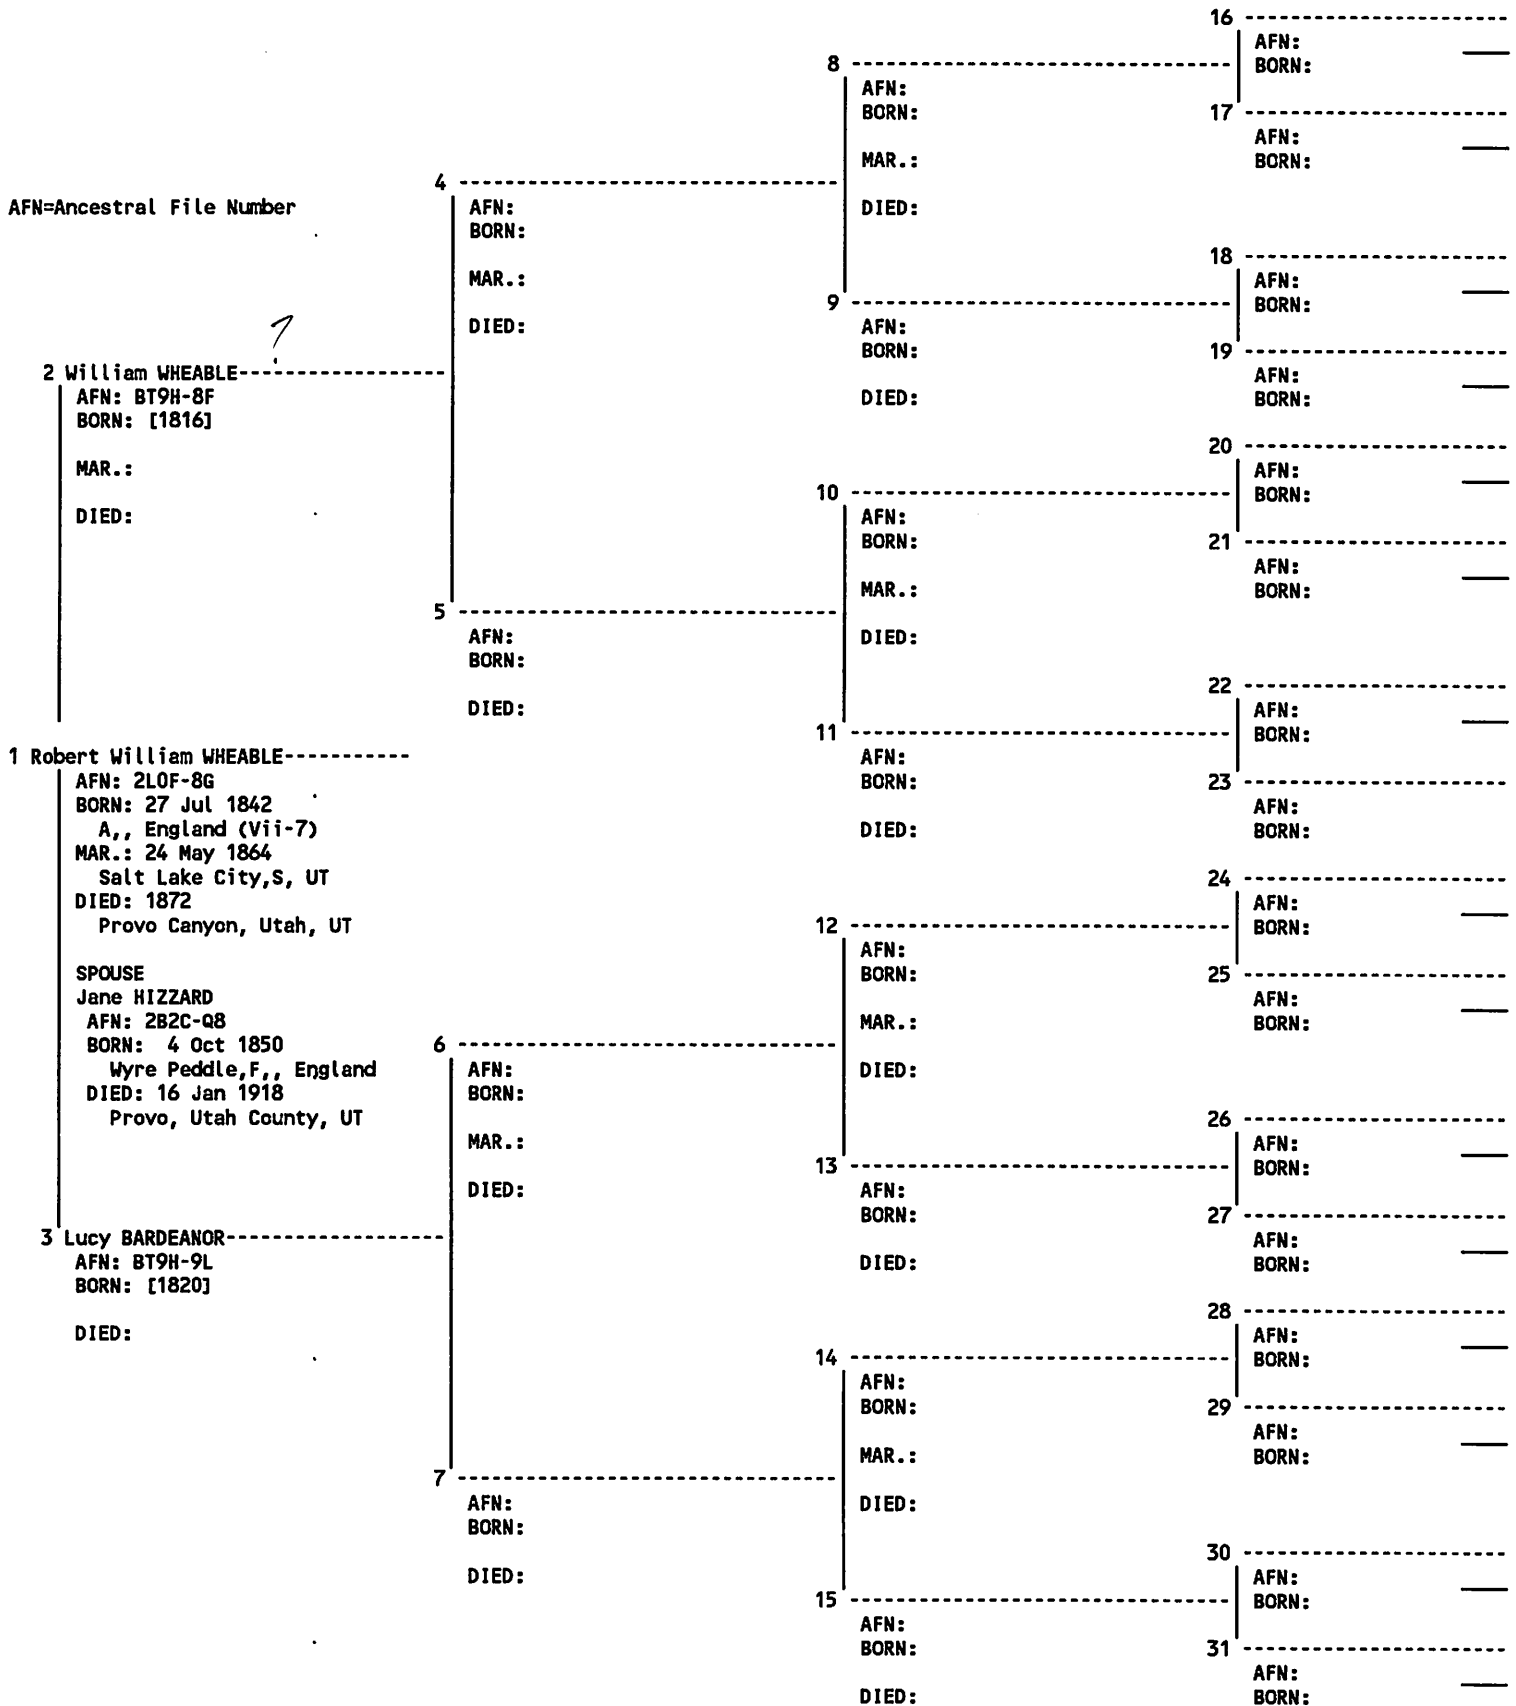 AFN=Ancestral File Number
?
2 William WHEABLE
AFN: BT9H-8F
BORN: [1816]
MAR.:
DIED:
1 Robert William WHEABLE
AFN: 2L0F-8G
BORN: 27 Jul 1842
A,, England (Vii-7)
MAR.: 24 May 1864
Salt Lake City,S, UT
DIED: 1872
Provo Canyon, Utah, UT
SPOUSE
Jane HIZZARD
AFN: 2B2C-Q8
BORN: 4 Oct 1850
Wyre Peddle,F,, England
DIED: 16 Jan 1918
Provo, Utah County, UT
3 Lucy BARDEANOR
AFN: BT9H-9L
BORN: [1820]
DIED:
4
AFN:
BORN:
MAR.:
DIED:
5
AFN:
BORN:
DIED:
6
AFN:
BORN:
MAR.:
DIED:
7
AFN:
BORN:
DIED:
8
AFN:
BORN:
MAR.:
DIED:
9
AFN:
BORN:
DIED:
10
AFN:
BORN:
MAR.:
DIED:
11
AFN:
BORN:
DIED:
12
AFN:
BORN:
MAR.:
DIED:
13
AFN:
BORN:
DIED:
14
AFN:
BORN:
MAR.:
DIED:
15
AFN:
BORN:
DIED:
16
AFN:
BORN:
17
AFN:
BORN:
18
AFN:
BORN:
19
AFN:
BORN:
20
AFN:
BORN:
21
AFN:
BORN:
22
AFN:
BORN:
23
AFN:
BORN:
24
AFN:
BORN:
25
AFN:
BORN:
26
AFN:
BORN:
27
AFN:
BORN:
28
AFN:
BORN:
29
AFN:
BORN:
30
AFN:
BORN:
31
AFN:
BORN: